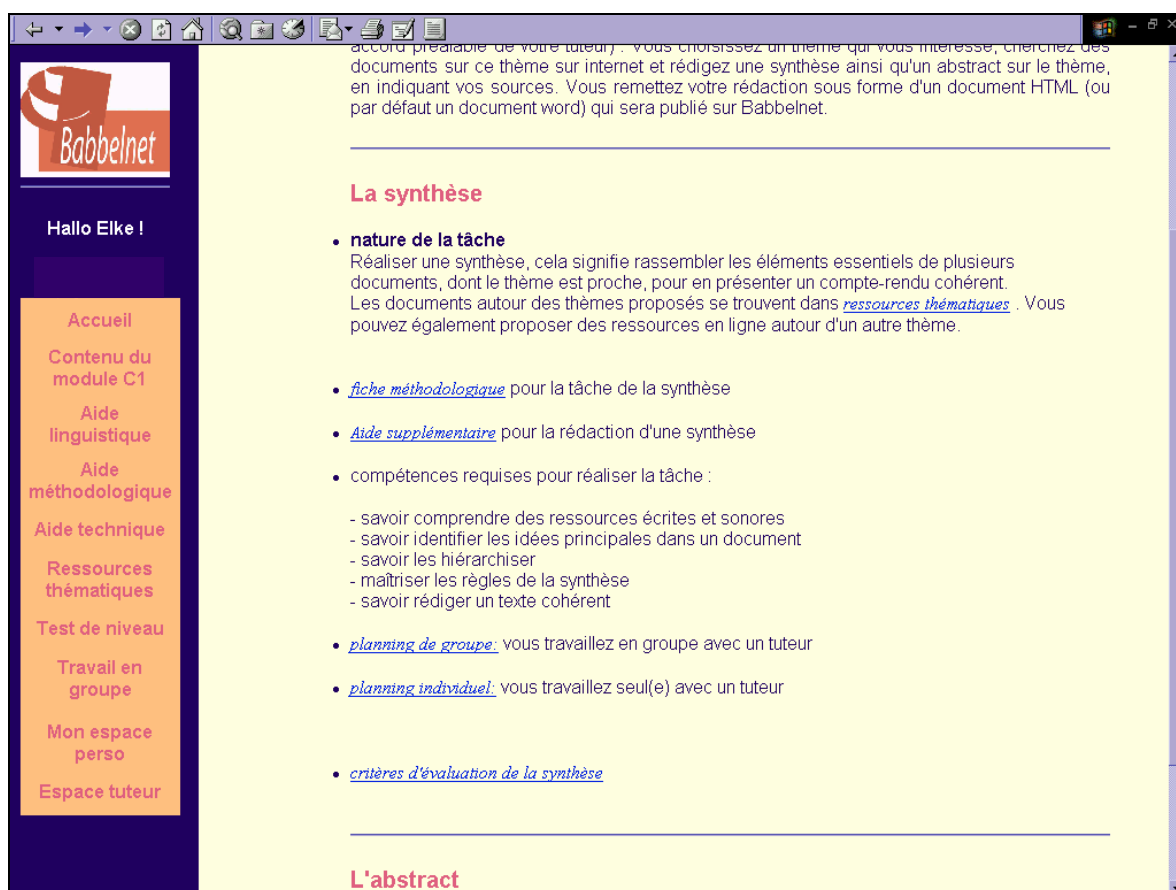 Babbelnet
Hallo Elke !
Accueil
Contenu du
module C1
Aide
linguistique
Aide
méthodologique
Aide technique
Ressources
thématiques
Test de niveau
Travail en
groupe
Mon espace
perso
Espace tuteur
accord préalable de votre tuteur) : Vous choisissez un thème qui vous intéresse, cherchez des
documents sur ce thème sur internet et rédigez une synthèse ainsi qu'un abstract sur le thème,
en indiquant vos sources. Vous remettez votre rédaction sous forme d'un document HTML (ou
par défaut un document word) qui sera publié sur Babbelnet.
La synthèse
• nature de la tâche
Réaliser une synthèse, cela signifie rassembler les éléments essentiels de plusieurs
documents, dont le thème est proche, pour en présenter un compte-rendu cohérent.
Les documents autour des thèmes proposés se trouvent dans ressources thématiques . Vous
pouvez également proposer des ressources en ligne autour d'un autre thème.
• fiche méthodologique pour la tâche de la synthèse
• Aide supplémentaire pour la rédaction d'une synthèse
• compétences requises pour réaliser la tâche :
- savoir comprendre des ressources écrites et sonores
- savoir identifier les idées principales dans un document
- savoir les hiérarchiser
- maîtriser les règles de la synthèse
- savoir rédiger un texte cohérent
• planning de groupe: vous travaillez en groupe avec un tuteur
• planning individuel: vous travaillez seul(e) avec un tuteur
• critères d'évaluation de la synthèse
L'abstract